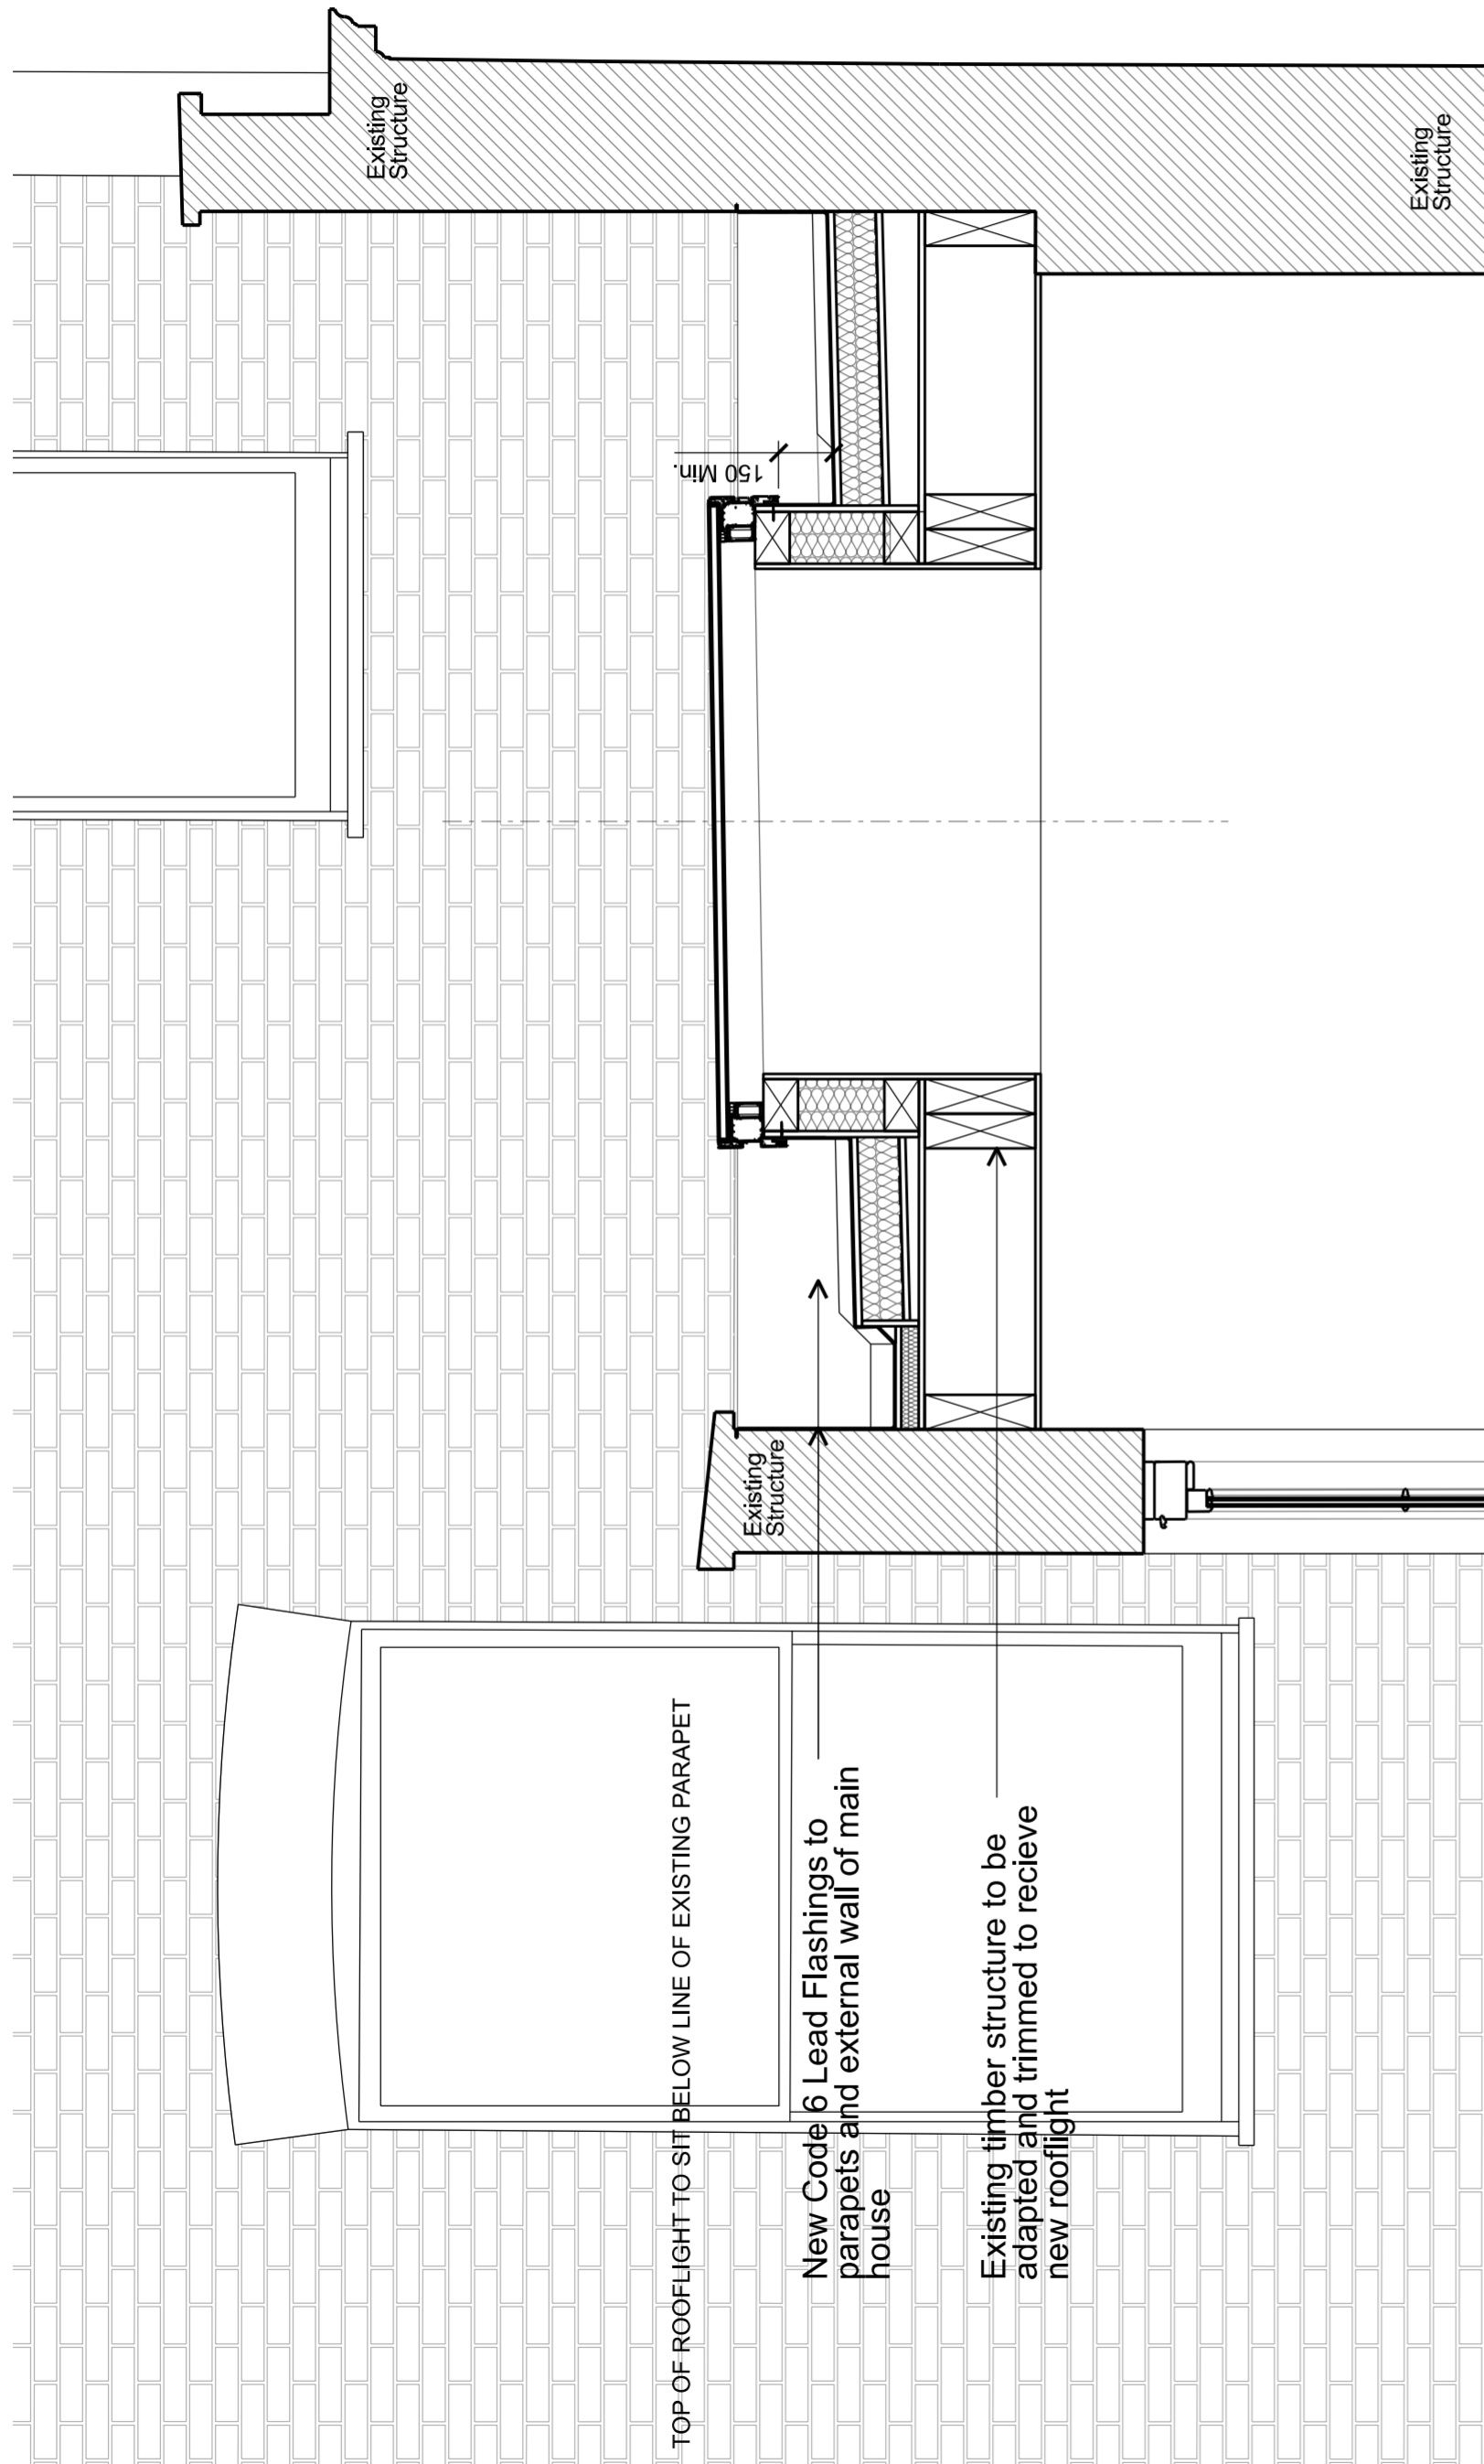 Existing
Structure
Existing
Structure
150 Min.
Existing
Structure
TOP OF ROOFLIGHT TO SIT BELOW LINE OF EXISTING PARAPET
New Code 6 Lead Flashings to
parapets and external wall of main
house
Existing timber structure to be
adapted and trimmed to recieve
new rooflight